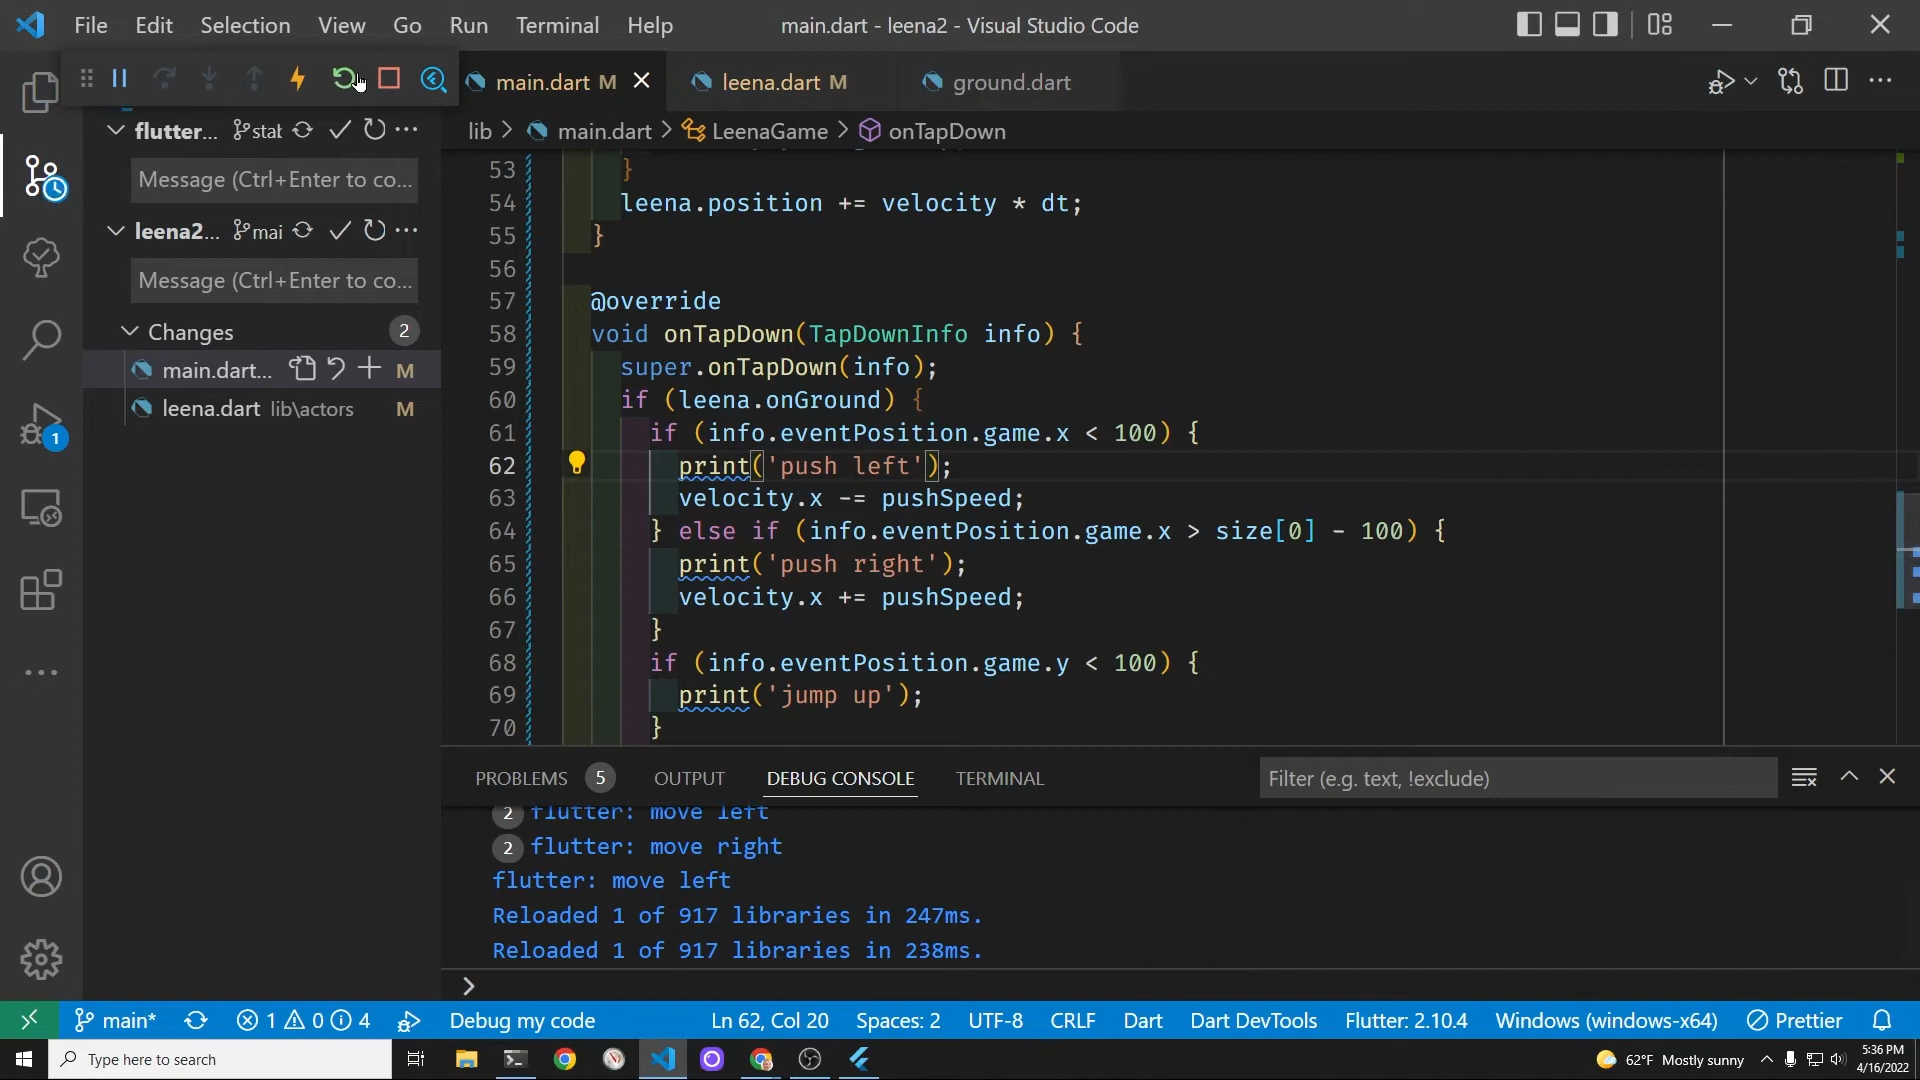 File Edit Selection View Go Run Terminal Help main.dart - leena2 - Visual Studio Code
main.dart M leena.dart M ground.dart
flutter... stal
lib > main.dart > LeenaGame > onTapDown
Message (Ctrl+Enter to co...
leena2... mai
Message (Ctrl+Enter to co...
Changes 2
main.dart... M
leena.dart lib\actors M
1
53 }
54 leena.position += velocity * dt;
55 }
56
57 @override
58 void onTapDown(TapDownInfo info) {
59 super.onTapDown(info);
60 if (leena.onGround) {
61 if (info.eventPosition.game.x < 100) {
62 print('push left');
63 velocity.x -= pushSpeed;
64 } else if (info.eventPosition.game.x > size[0] - 100) {
65 print('push right');
66 velocity.x += pushSpeed;
67 }
68 if (info.eventPosition.game.y < 100) {
69 print('jump up');
70 }
PROBLEMS 5 OUTPUT DEBUG CONSOLE TERMINAL Filter (e.g. text, !exclude)
2 flutter: move left
2 flutter: move right
flutter: move left
Reloaded 1 of 917 libraries in 247ms.
Reloaded 1 of 917 libraries in 238ms.
>
main* 1 0 4 Debug my code Ln 62, Col 20 Spaces: 2 UTF-8 CRLF Dart Dart DevTools Flutter: 2.10.4 Windows (windows-x64) Prettier
Type here to search 62°F Mostly sunny 5:36 PM
4/16/2022